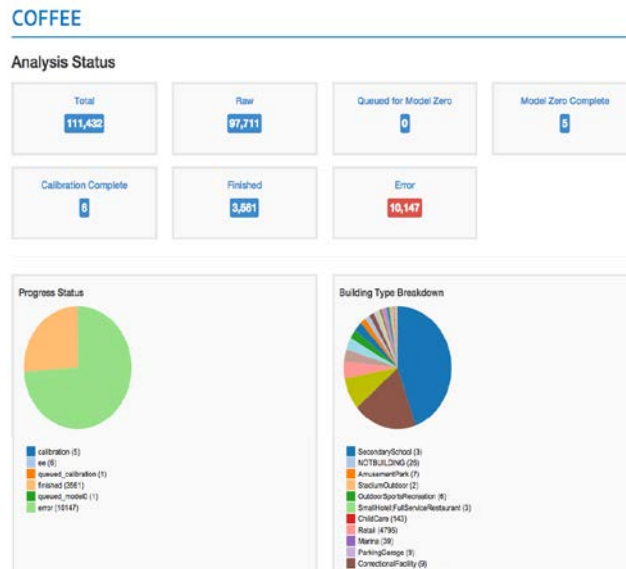 COFFEE
Analysis Status
Total
111,432
Raw
97,711
Queued for Model Zero
0
Model Zero Complete
5
Calibration Complete
6
Finished
3,561
Error
10,147
Progress Status
calibration (5)
ee (6)
queued_calibration (1)
finished (3561)
queued_model0 (1)
error (10147)
Building Type Breakdown
SecondarySchool (3)
NOTBUILDING (26)
AmusementPark (7)
StadiumOutdoor (2)
OutdoorSportsRecreation (6)
SmallHotel;FullServiceRestaurant (3)
ChildCare (143)
Retail (4795)
Marina (39)
ParkingGarage (9)
CorrectionalFacility (9)